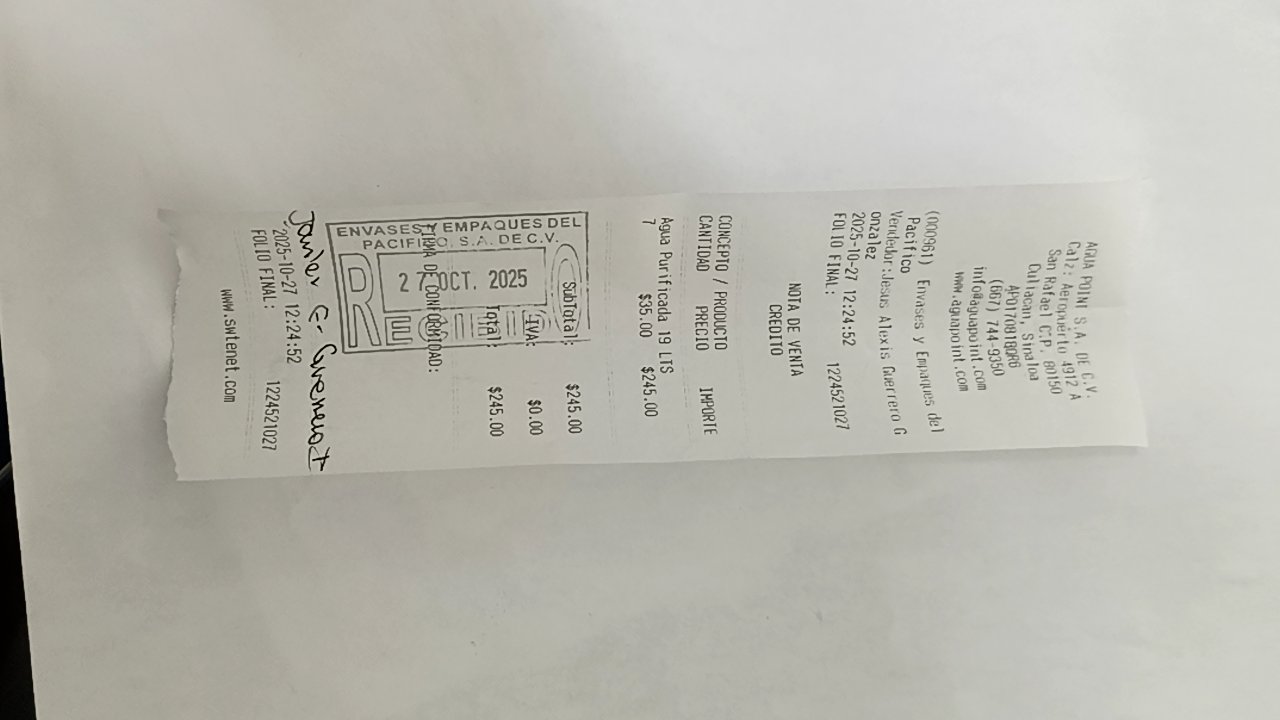 AGUA POINT S.A. DE C.V.
Calz. Aeropuerto 4912 A
San Rafael C.P. 80150
Culiacan, Sinaloa
APO170818QR6
(667) 744-9350
info@aguapoint.com
www.aguapoint.com
(000961) Envases y Empaques del
Pacifico
Vendedor:Jesus Alexis Guerrero G
onzalez
2025-10-27 12:24:52
FOLIO FINAL: 1224521027
NOTA DE VENTA
CREDITO
CONCEPTO / PRODUCTO
CANTIDAD PRECIO IMPORTE
Agua Purificada 19 LTS
7 $35.00 $245.00
SubTotal: $245.00
IVA: $0.00
Total: $245.00
FIRMA DE CONFORMIDAD:
ENVASES Y EMPAQUES DEL
PACIFICO, S.A. DE C.V.
27 OCT. 2025
2025-10-27 12:24:52
FOLIO FINAL: 1224521027
www.swtenet.com